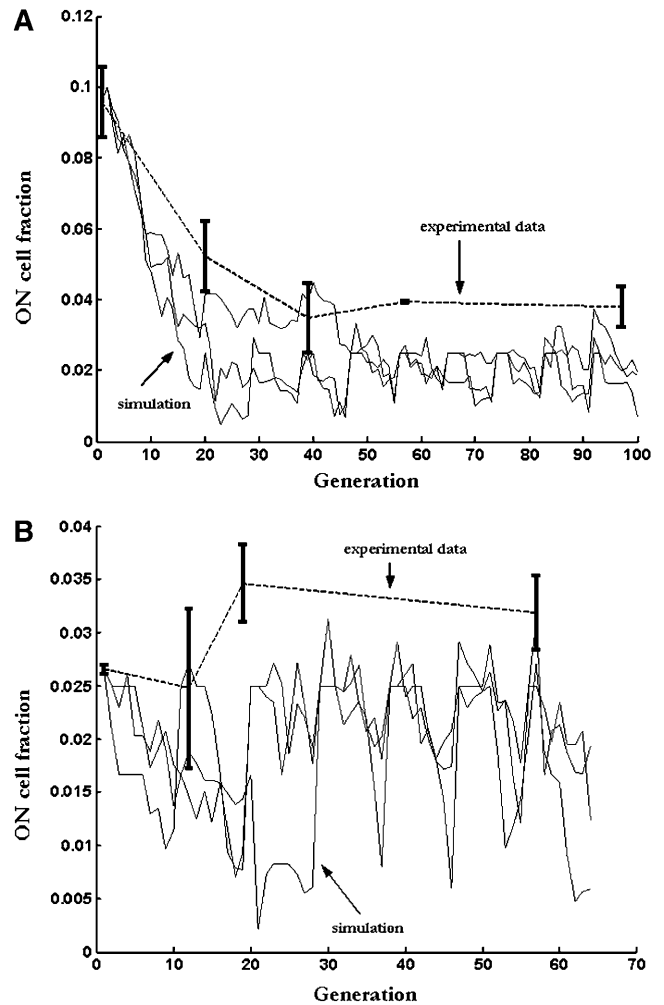 A
0.12
0.1
0.08
0.06
0.04
0.02
0
ON cell fraction
experimental data
simulation
0 10 20 30 40 50 60 70 80 90 100
Generation
B
0.04
0.035
0.03
0.025
0.02
0.015
0.01
0.005
0
ON cell fraction
experimental data
simulation
0 10 20 30 40 50 60 70
Generation